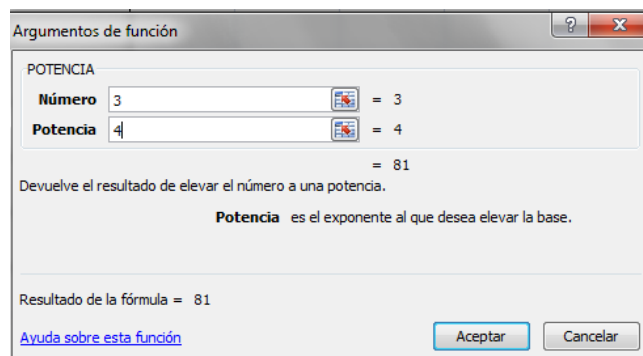 Argumentos de función
POTENCIA
Número 3 = 3
Potencia 4 = 4
= 81
Devuelve el resultado de elevar el número a una potencia.
Potencia es el exponente al que desea elevar la base.
Resultado de la fórmula = 81
Ayuda sobre esta función Aceptar Cancelar